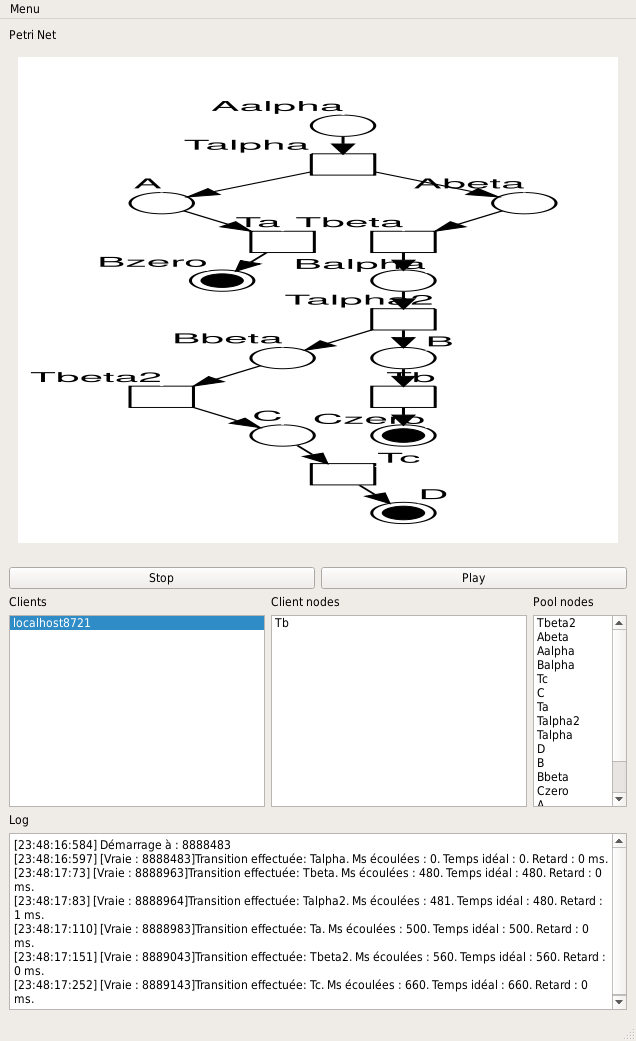 Menu
Petri Net
Aalpha
Talpha
A
Abeta
Ta
Tbeta
Bzero
Balpha
Talpha2
Bbeta
B
Tbeta2
Tb
C
Czero
Tc
D
Stop
Play
Clients
Client nodes
Pool nodes
localhost8721
Tb
Tbeta2
Abeta
Aalpha
Balpha
Tc
C
Ta
Talpha2
Talpha
D
B
Bbeta
Czero
A
Log
[23:48:16:584] Démarrage à : 8888483
[23:48:16:597] [Vraie : 8888483]Transition effectuée: Talpha. Ms écoulées : 0. Temps idéal : 0. Retard : 0 ms.
[23:48:17:73] [Vraie : 8888963]Transition effectuée: Tbeta. Ms écoulées : 480. Temps idéal : 480. Retard : 0
ms.
[23:48:17:83] [Vraie : 8888964]Transition effectuée: Talpha2. Ms écoulées : 481. Temps idéal : 480. Retard :
1 ms.
[23:48:17:110] [Vraie : 8888983]Transition effectuée: Ta. Ms écoulées : 500. Temps idéal : 500. Retard : 0
ms.
[23:48:17:151] [Vraie : 8889043]Transition effectuée: Tbeta2. Ms écoulées : 560. Temps idéal : 560. Retard :
0 ms.
[23:48:17:252] [Vraie : 8889143]Transition effectuée: Tc. Ms écoulées : 660. Temps idéal : 660. Retard : 0
ms.